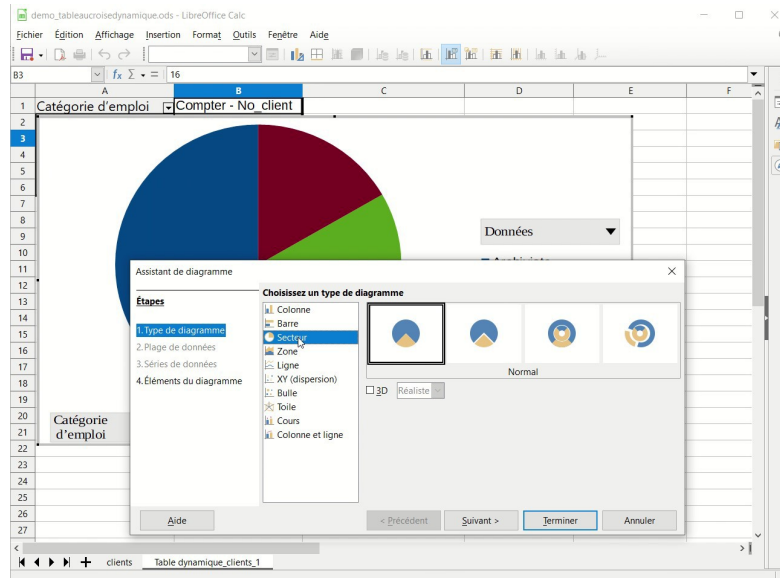 demo_tableaucroisedynamique.ods - LibreOffice Calc
Fichier Édition Affichage Insertion Format Outils Fenêtre Aide
B3 fx Σ = 16
A B C D E F
1 Catégorie d'emploi Compter - No_client
2
3
4
5
6
7
8
Données
9
10
11
Assistant de diagramme
12
Étapes
Choisissez un type de diagramme
13
14
15
16
17
18
19
20
21
22
23
24
25
26
27
1. Type de diagramme
2. Plage de données
3. Séries de données
4. Éléments du diagramme
Colonne
Barre
Secteur
Zone
Ligne
XY (dispersion)
Bulle
Toile
Cours
Colonne et ligne
Normal
3D Réaliste
Catégorie
d'emploi
Aide < Précédent Suivant > Terminer Annuler
clients Table dynamique_clients_1